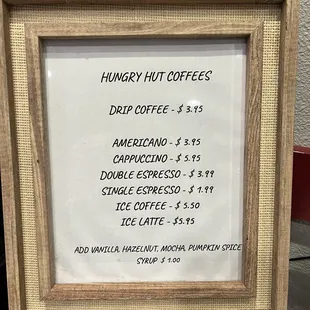 HUNGRY HUT COFFEES
DRIP COFFEE - $ 3.95
AMERICANO - $ 3.95
CAPPUCCINO - $ 5.95
DOUBLE ESPRESSO - $ 3.99
SINGLE ESPRESSO - $ 1.99
ICE COFFEE - $ 5.50
ICE LATTE - $5.95
ADD VANILLA, HAZELNUT, MOCHA, PUMPKIN SPICE
SYRUP $ 1.00